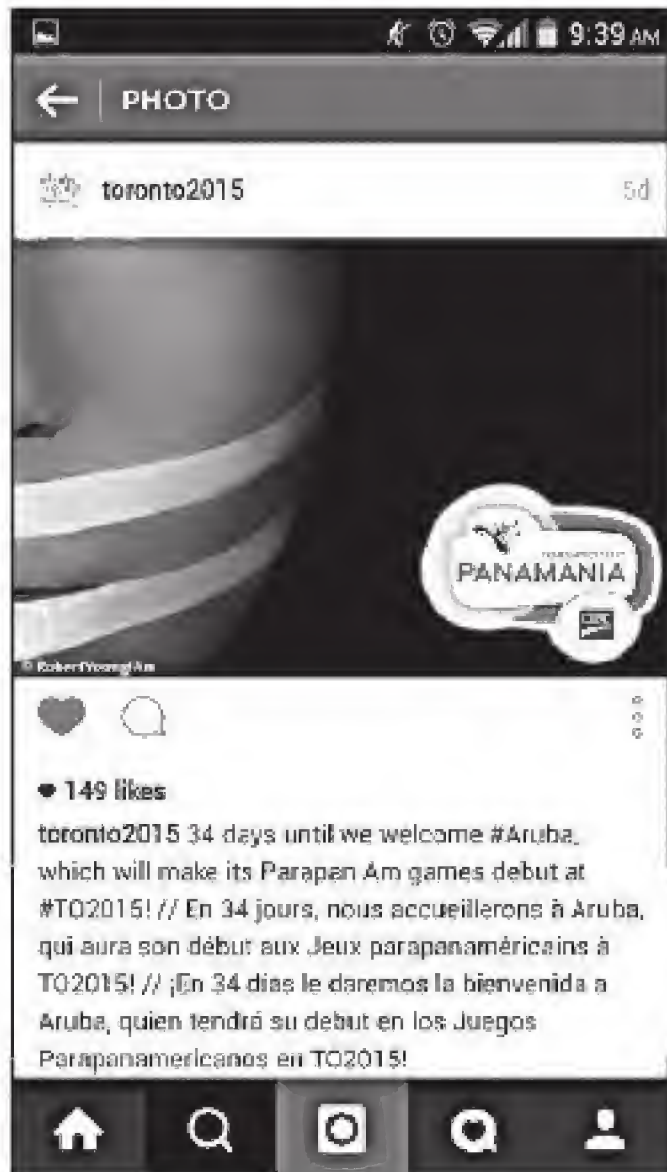 9:39 AM
PHOTO
toronto2015 5d
PANAMANIA
149 likes
toronto2015 34 days until we welcome #Aruba,
which will make its Parapan Am games debut at
#TO2015! // En 34 jours, nous accueillerons à Aruba,
qui aura son début aux Jeux parapanaméricains à
TO2015! // ¡En 34 dias le daremos la bienvenida a
Aruba, quien tendrá su debut en los Juegos
Parapanamericanos en TO2015!